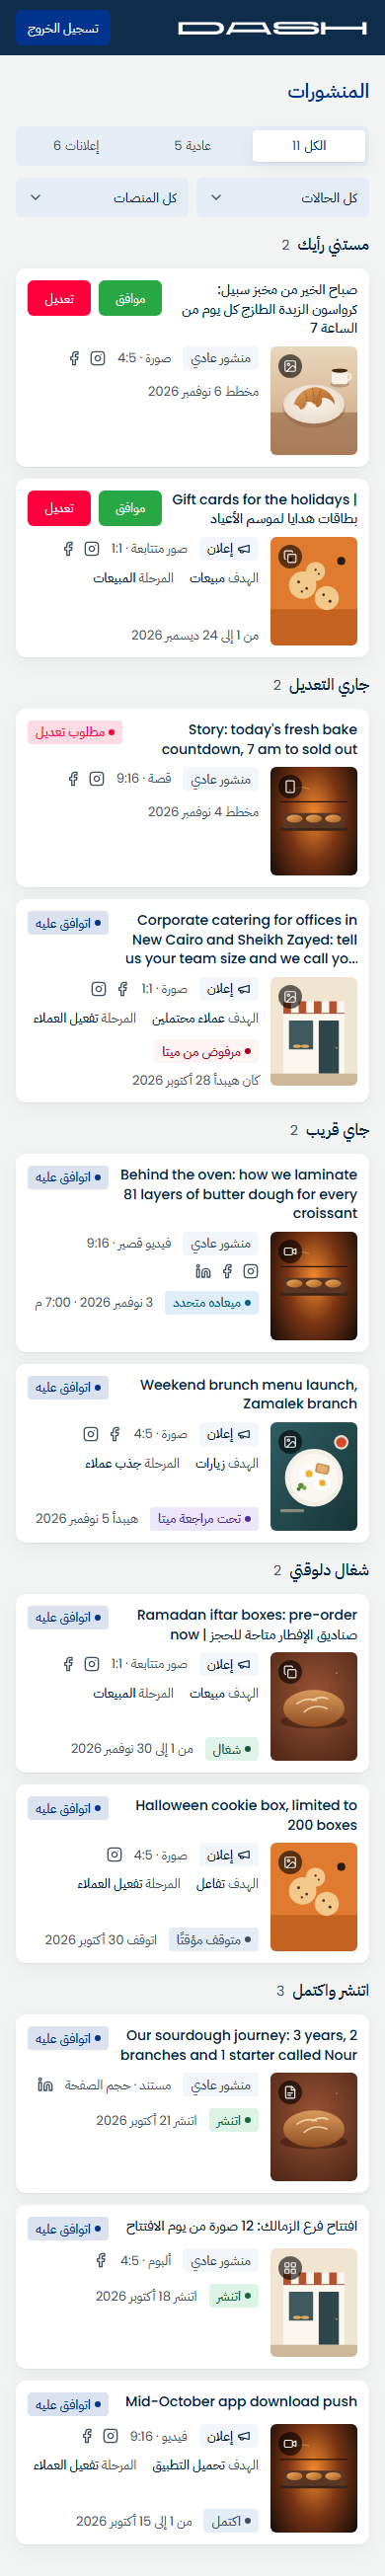 DASH
تسجيل الخروج
المنشورات
الكل 11
عادية 5
إعلانات 6
كل الحالات
كل المنصات
مستني رأيك 2
صباح الخير من مخبز سبيل:
كرواسون الزبدة الطازج كل يوم من
الساعة 7
موافق
تعديل
منشور عادي
صورة · 4:5
مخطط 6 نوفمبر 2026
Gift cards for the holidays |
بطاقات هدايا لموسم الأعياد
موافق
تعديل
إعلان
صور متتابعة · 1:1
الهدف مبيعات
المرحلة المبيعات
من 1 إلى 24 ديسمبر 2026
جاري التعديل 2
Story: today's fresh bake
countdown, 7 am to sold out
مطلوب تعديل
منشور عادي
قصة · 9:16
مخطط 4 نوفمبر 2026
Corporate catering for offices in
New Cairo and Sheikh Zayed: tell
us your team size and we call yo...
اتوافق عليه
إعلان
صورة · 1:1
الهدف عملاء محتملين
المرحلة تفعيل العملاء
مرفوض من ميتا
كان هيبدأ 28 أكتوبر 2026
جاي قريب 2
Behind the oven: how we laminate
81 layers of butter dough for every
croissant
اتوافق عليه
منشور عادي
فيديو قصير · 9:16
ميعاده متحدد
3 نوفمبر 2026 · 7:00 م
Weekend brunch menu launch,
Zamalek branch
اتوافق عليه
إعلان
صورة · 4:5
الهدف زيارات
المرحلة جذب عملاء
تحت مراجعة ميتا
هيبدأ 5 نوفمبر 2026
شغال دلوقتي 2
Ramadan iftar boxes: pre-order
now | صناديق الإفطار متاحة للحجز
اتوافق عليه
إعلان
صور متتابعة · 1:1
الهدف مبيعات
المرحلة المبيعات
شغال
من 1 إلى 30 نوفمبر 2026
Halloween cookie box, limited to
200 boxes
اتوافق عليه
إعلان
صورة · 4:5
الهدف تفاعل
المرحلة تفعيل العملاء
متوقف مؤقتًا
اتوقف 30 أكتوبر 2026
اتنشر واكتمل 3
Our sourdough journey: 3 years, 2
branches and 1 starter called Nour
اتوافق عليه
منشور عادي
مستند · حجم الصفحة
اتنشر
اتنشر 21 أكتوبر 2026
افتتاح فرع الزمالك: 12 صورة من يوم الافتتاح
اتوافق عليه
منشور عادي
ألبوم · 4:5
اتنشر
اتنشر 18 أكتوبر 2026
Mid-October app download push
اتوافق عليه
إعلان
فيديو · 9:16
الهدف تحميل التطبيق
المرحلة تفعيل العملاء
اكتمل
من 1 إلى 15 أكتوبر 2026